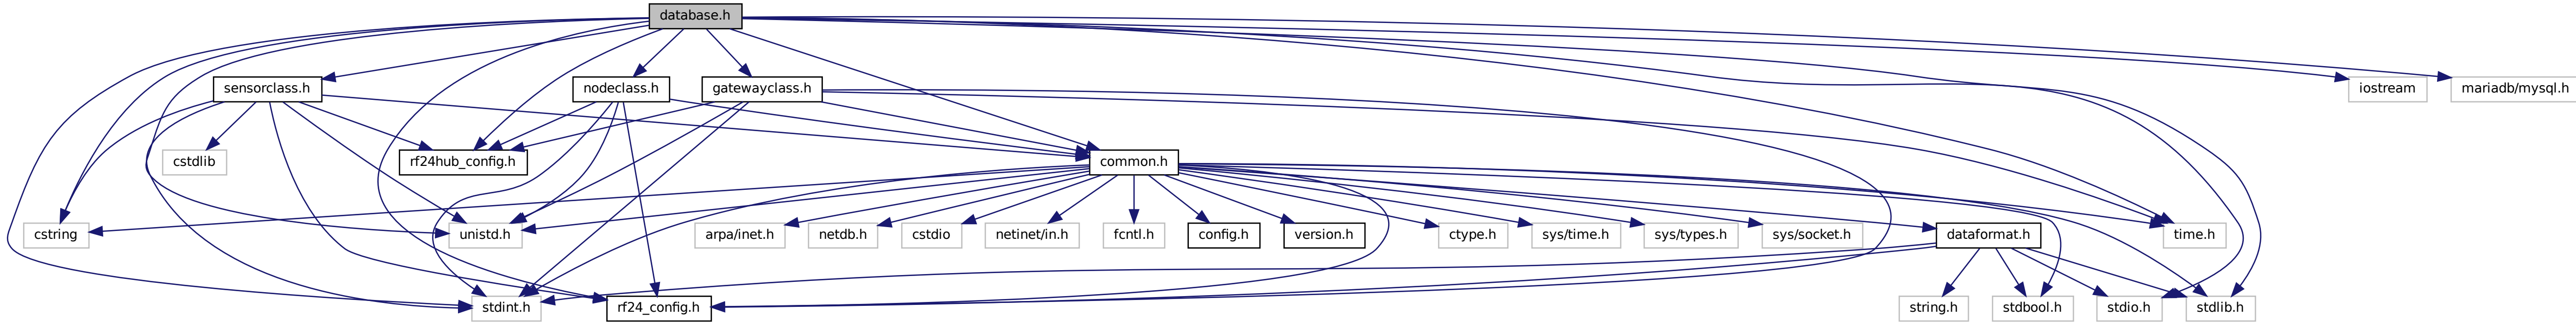 database.h
sensorclass.h
nodeclass.h
gatewayclass.h
iostream
mariadb/mysql.h
cstdlib
rf24hub_config.h
common.h
cstring
unistd.h
arpa/inet.h
netdb.h
cstdio
netinet/in.h
fcntl.h
config.h
version.h
ctype.h
sys/time.h
sys/types.h
sys/socket.h
dataformat.h
time.h
stdint.h
rf24_config.h
string.h
stdbool.h
stdio.h
stdlib.h